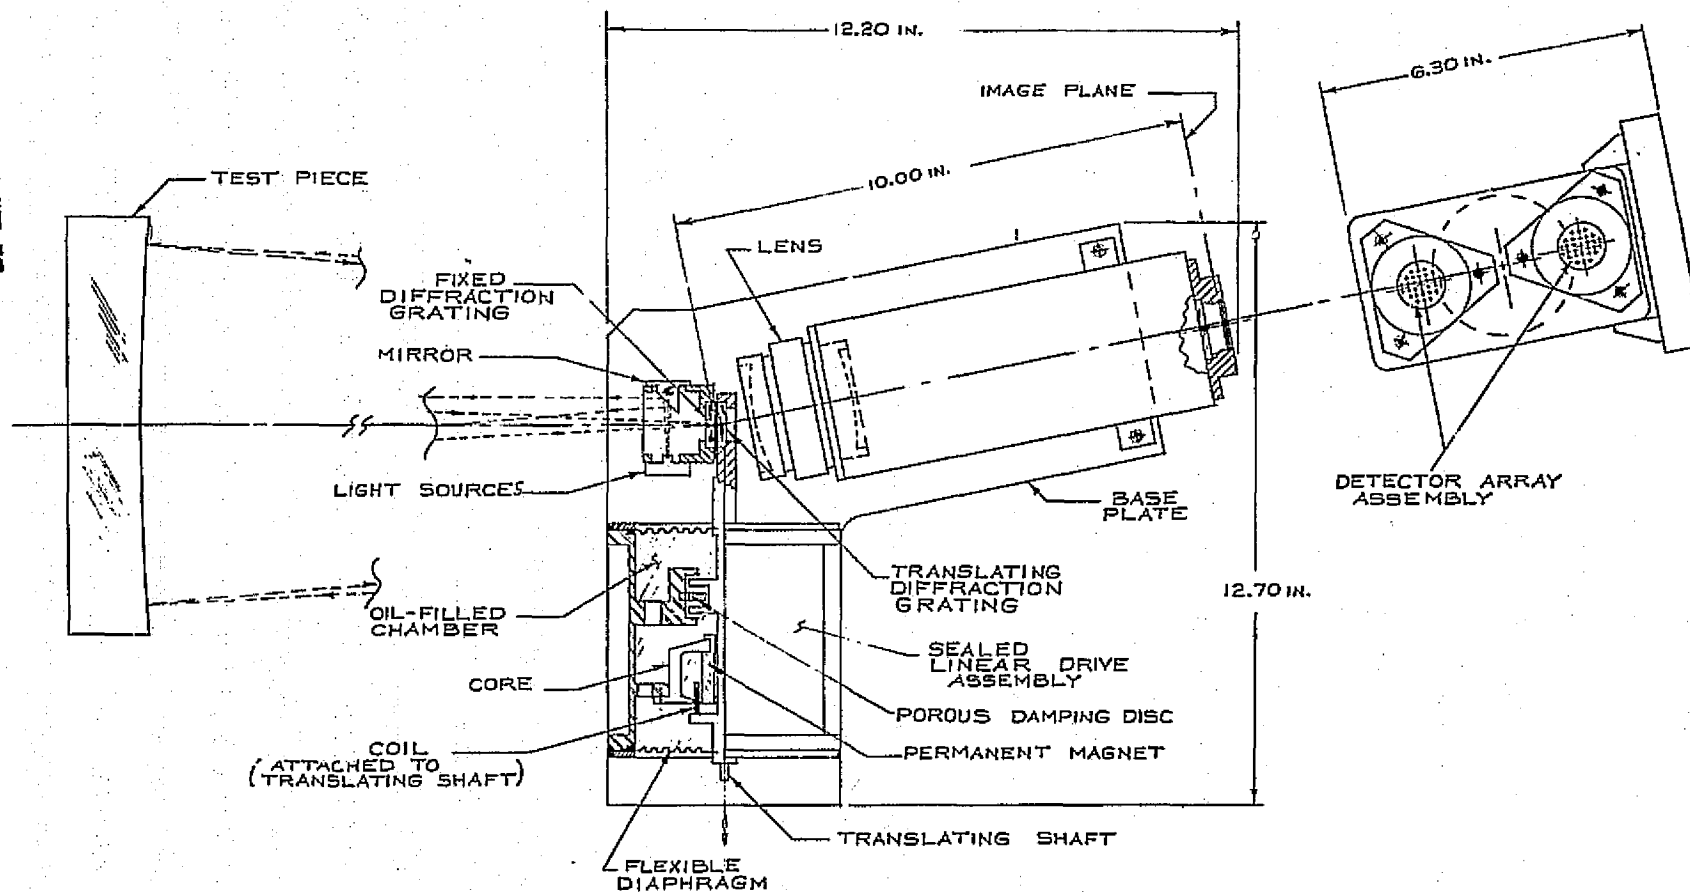 12.20 IN.
6.30 IN.
IMAGE PLANE
10.00 IN.
TEST PIECE
LENS
FIXED
DIFFRACTION
GRATING
MIRROR
LIGHT SOURCES
DETECTOR ARRAY
ASSEMBLY
BASE
PLATE
TRANSLATING
DIFFRACTION
GRATING
12.70 IN.
OIL-FILLED
CHAMBER
SEALED
LINEAR DRIVE
ASSEMBLY
CORE
POROUS DAMPING DISC
COIL
(ATTACHED TO
TRANSLATING SHAFT)
PERMANENT MAGNET
TRANSLATING SHAFT
FLEXIBLE
DIAPHRAGM